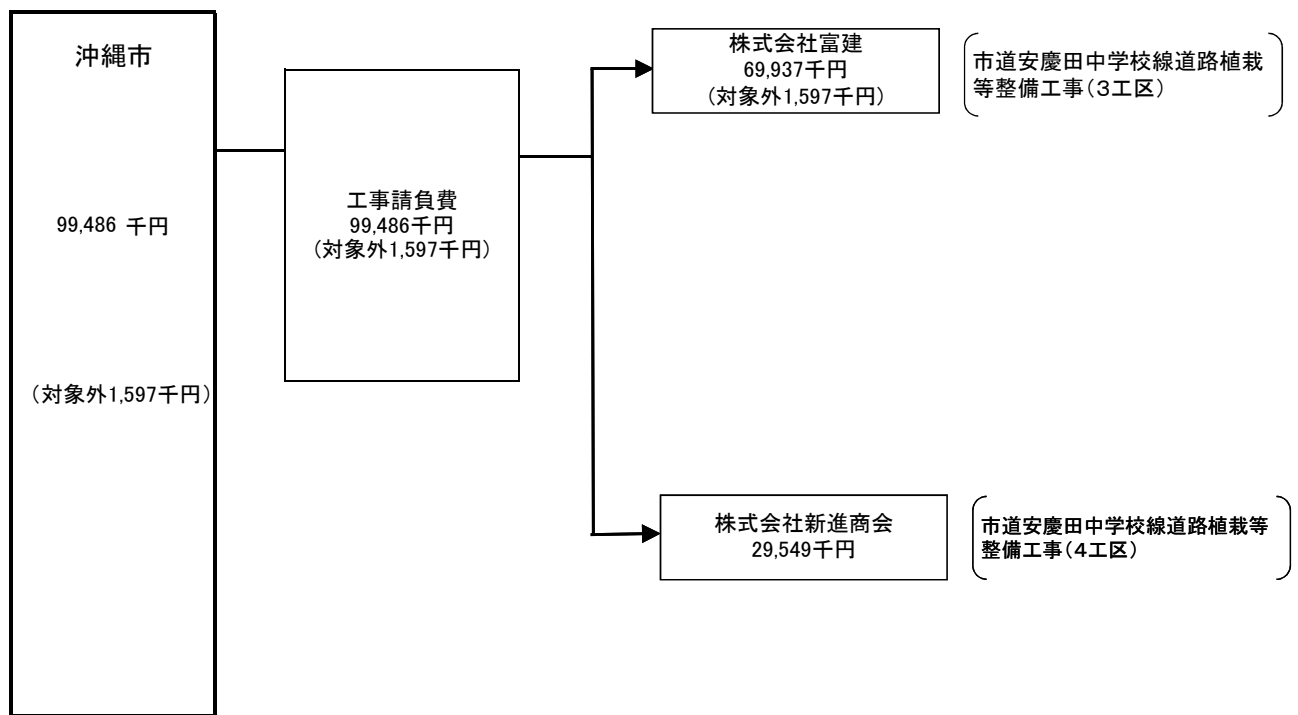 沖縄市
99,486 千円
(対象外1,597千円)
工事請負費
99,486千円
(対象外1,597千円)
株式会社富建
69,937千円
(対象外1,597千円)
市道安慶田中学校線道路植栽
等整備工事(3工区)
株式会社新進商会
29,549千円
市道安慶田中学校線道路植栽等
整備工事(4工区)